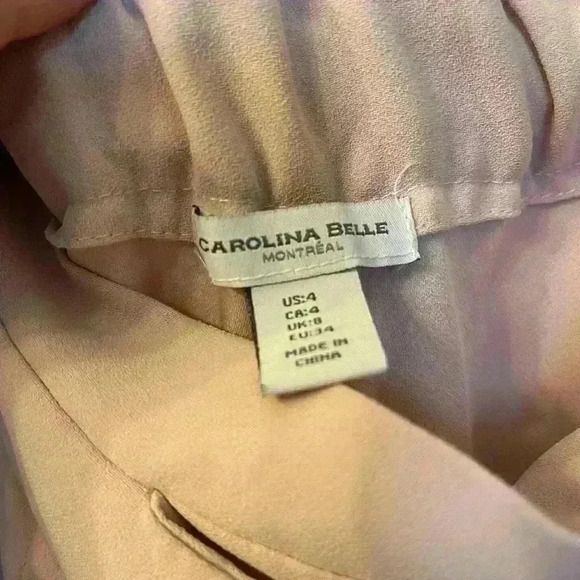 CAROLINA BELLE
MONTRÉAL
US:4
CA:4
UK:8
EU:34
MADE IN
CHINA